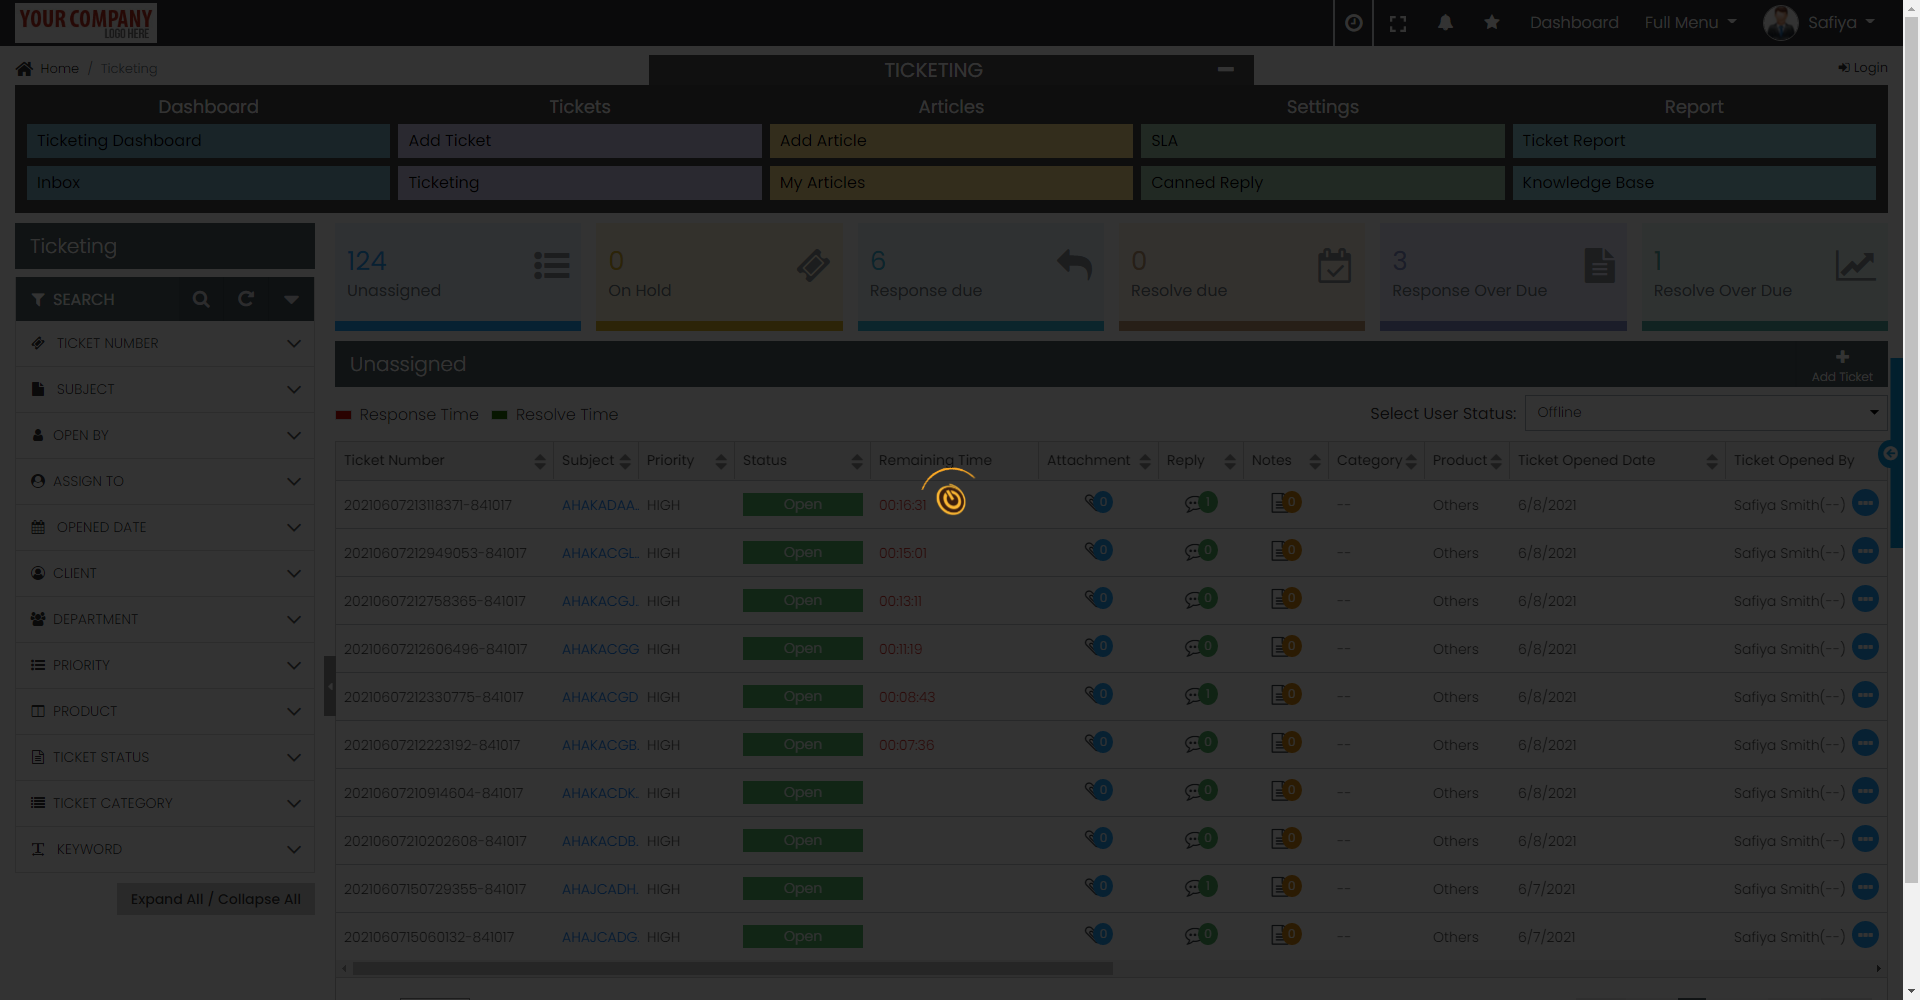 YOUR COMPANY
LOGO HERE
Dashboard
Full Menu
Safiya
Home / Ticketing
TICKETING
Login
Dashboard Tickets Articles Settings Report
Ticketing Dashboard Add Ticket Add Article SLA Ticket Report
Inbox Ticketing My Articles Canned Reply Knowledge Base
Ticketing
SEARCH
TICKET NUMBER
SUBJECT
OPEN BY
ASSIGN TO
OPENED DATE
CLIENT
DEPARTMENT
PRIORITY
PRODUCT
TICKET STATUS
TICKET CATEGORY
KEYWORD
Expand All / Collapse All
124 0 6 0 3 1
Unassigned On Hold Response due Resolve due Response Over Due Resolve Over Due
Unassigned
Add Ticket
Response Time Resolve Time
Select User Status: Offline
Ticket Number Subject Priority Status Remaining Time Attachment Reply Notes Category Product Ticket Opened Date Ticket Opened By
20210607213118371-841017 AHAKADAA. HIGH Open 00:16:31 0 1 0 -- Others 6/8/2021 Safiya Smith(--)
20210607212949053-841017 AHAKACGL. HIGH Open 00:15:01 0 0 0 -- Others 6/8/2021 Safiya Smith(--)
20210607212758365-841017 AHAKACGJ. HIGH Open 00:13:11 0 0 0 -- Others 6/8/2021 Safiya Smith(--)
20210607212606496-841017 AHAKACGG HIGH Open 00:11:19 0 0 0 -- Others 6/8/2021 Safiya Smith(--)
20210607212330775-841017 AHAKACGD HIGH Open 00:08:43 0 1 0 -- Others 6/8/2021 Safiya Smith(--)
20210607212223192-841017 AHAKACGB. HIGH Open 00:07:36 0 0 0 -- Others 6/8/2021 Safiya Smith(--)
20210607210914604-841017 AHAKACDK. HIGH Open 0 0 0 -- Others 6/8/2021 Safiya Smith(--)
20210607210202608-841017 AHAKACDB. HIGH Open 0 0 0 -- Others 6/8/2021 Safiya Smith(--)
20210607150729355-841017 AHAJCADH. HIGH Open 0 1 0 -- Others 6/7/2021 Safiya Smith(--)
2021060715060132-841017 AHAJCADG. HIGH Open 0 0 0 -- Others 6/7/2021 Safiya Smith(--)